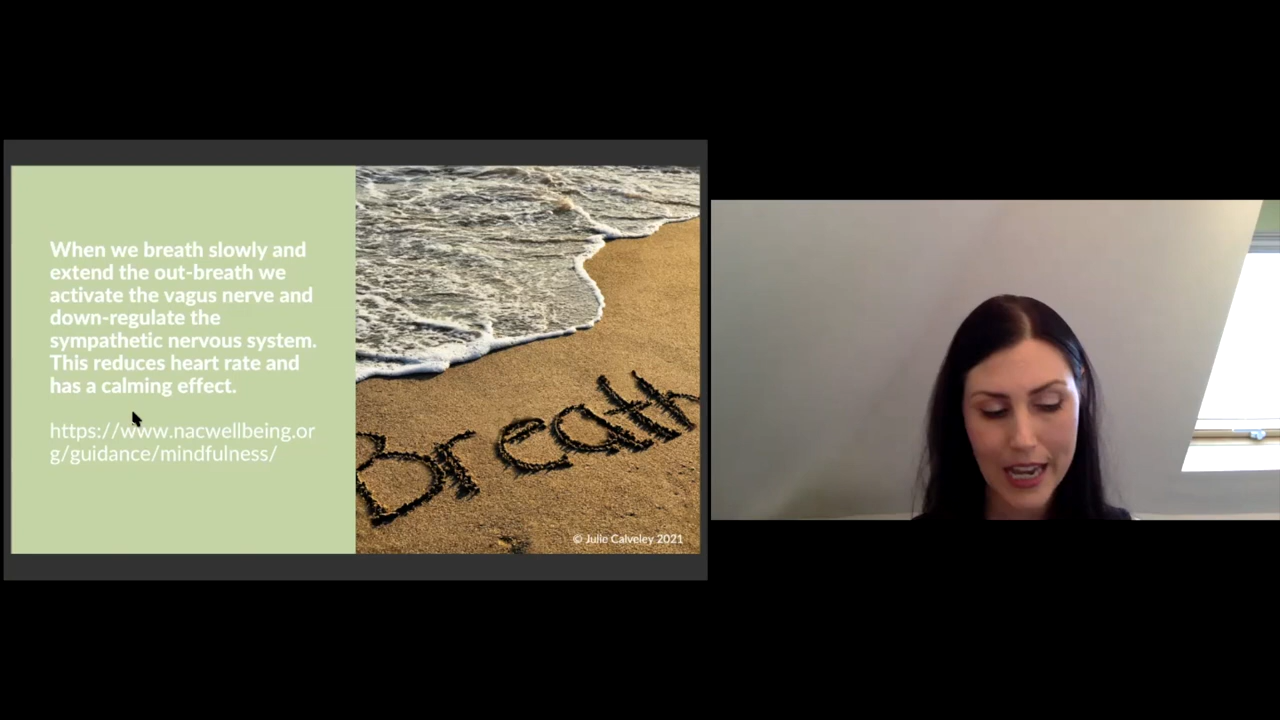 When we breath slowly and
extend the out-breath we
activate the vagus nerve and
down-regulate the
sympathetic nervous system.
This reduces heart rate and
has a calming effect.
https://www.nacwellbeing.or
g/guidance/mindfulness/
Breath
© Julie Calveley 2021